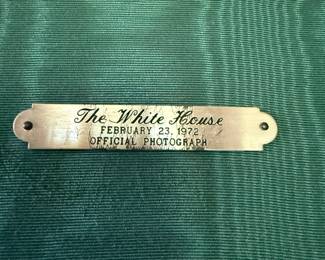 The White House
FEBRUARY 23, 1972
OFFICIAL PHOTOGRAPH